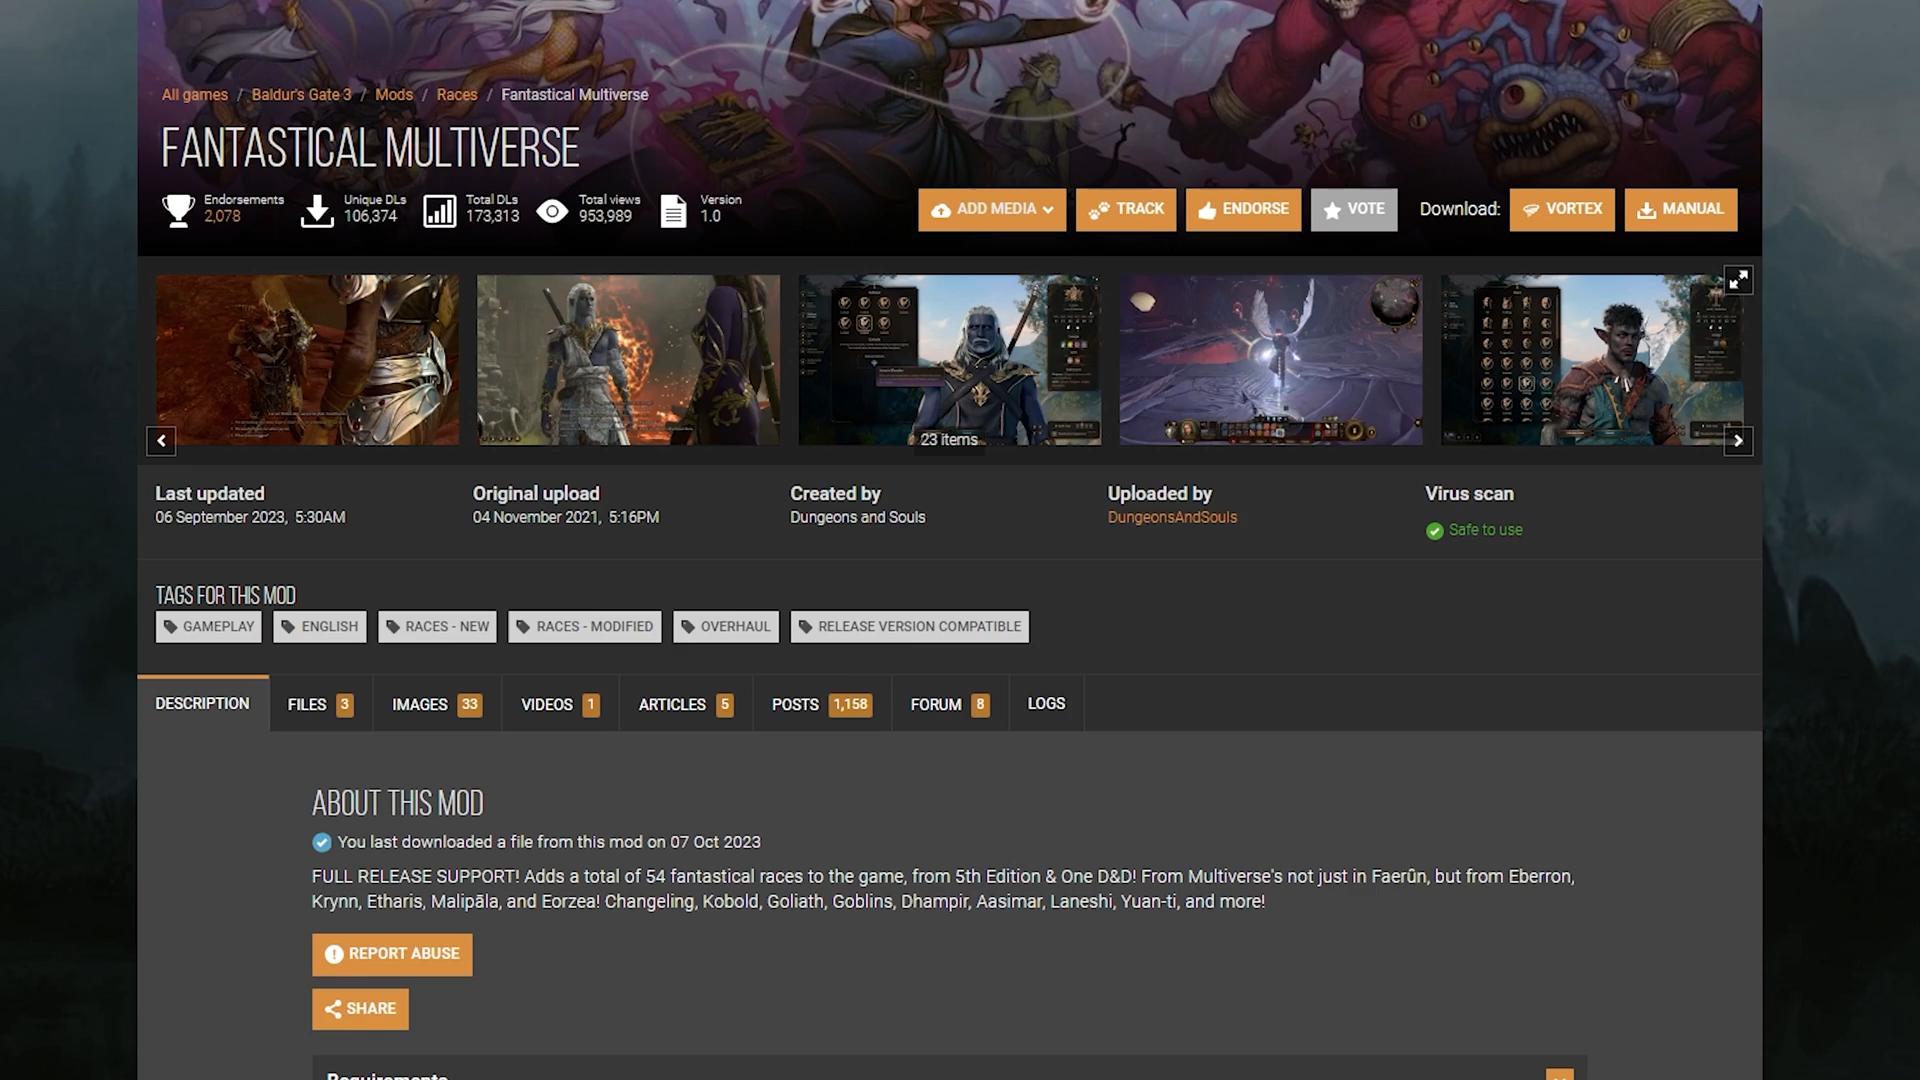 All games / Baldur's Gate 3 / Mods / Races / Fantastical Multiverse
FANTASTICAL MULTIVERSE
Endorsements
2,078
Unique DLs
106,374
Total DLs
173,313
Total views
953,989
Version
1.0
ADD MEDIA
TRACK
ENDORSE
VOTE
Download:
VORTEX
MANUAL
23 items
Last updated
06 September 2023, 5:30AM
Original upload
04 November 2021, 5:16PM
Created by
Dungeons and Souls
Uploaded by
DungeonsAndSouls
Virus scan
Safe to use
TAGS FOR THIS MOD
GAMEPLAY
ENGLISH
RACES - NEW
RACES - MODIFIED
OVERHAUL
RELEASE VERSION COMPATIBLE
DESCRIPTION
FILES 3
IMAGES 33
VIDEOS 1
ARTICLES 5
POSTS 1,158
FORUM 8
LOGS
ABOUT THIS MOD
You last downloaded a file from this mod on 07 Oct 2023
FULL RELEASE SUPPORT! Adds a total of 54 fantastical races to the game, from 5th Edition & One D&D! From Multiverse's not just in Faerûn, but from Eberron,
Krynn, Etharis, Malipāla, and Eorzea! Changeling, Kobold, Goliath, Goblins, Dhampir, Aasimar, Laneshi, Yuan-ti, and more!
REPORT ABUSE
SHARE
Requirements